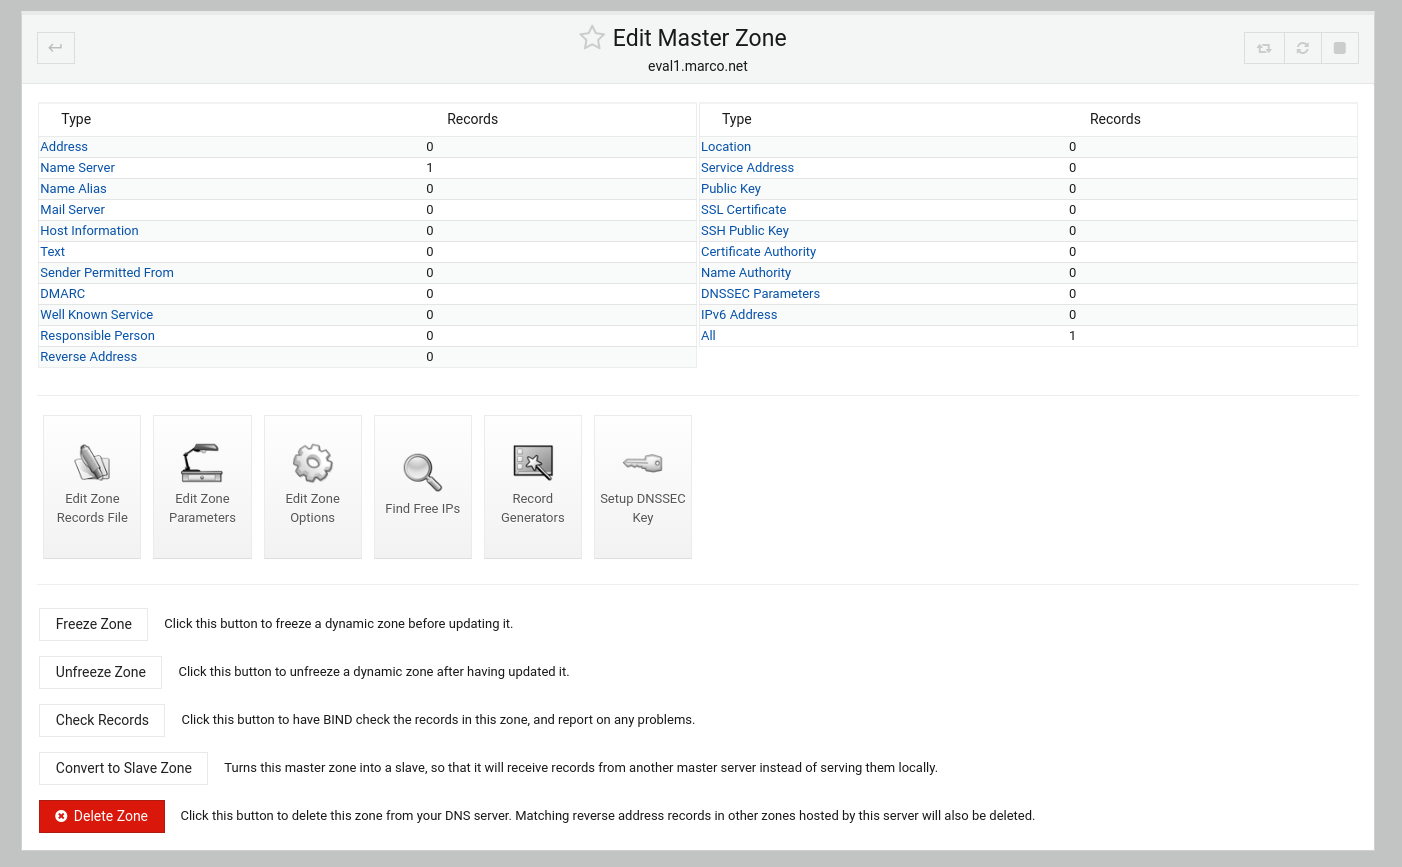 Edit Master Zone
eval1.marco.net
Type Records
Address 0
Name Server 1
Name Alias 0
Mail Server 0
Host Information 0
Text 0
Sender Permitted From 0
DMARC 0
Well Known Service 0
Responsible Person 0
Reverse Address 0
Type Records
Location 0
Service Address 0
Public Key 0
SSL Certificate 0
SSH Public Key 0
Certificate Authority 0
Name Authority 0
DNSSEC Parameters 0
IPv6 Address 0
All 1
Edit Zone
Records File
Edit Zone
Parameters
Edit Zone
Options
Find Free IPs
Record
Generators
Setup DNSSEC
Key
Freeze Zone Click this button to freeze a dynamic zone before updating it.
Unfreeze Zone Click this button to unfreeze a dynamic zone after having updated it.
Check Records Click this button to have BIND check the records in this zone, and report on any problems.
Convert to Slave Zone Turns this master zone into a slave, so that it will receive records from another master server instead of serving them locally.
Delete Zone Click this button to delete this zone from your DNS server. Matching reverse address records in other zones hosted by this server will also be deleted.